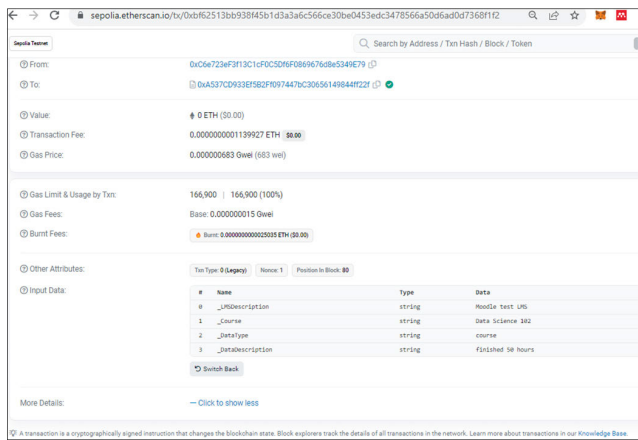 sepolia.etherscan.io/tx/0xbf62513bb938f45b1d3a3a6c566ce30be0453edc3478566a50d6ad0d7368f1f2
Sepolia Testnet
Search by Address / Txn Hash / Block / Token
From: 0xC6e723eF3f13C1cF0C5Df6F0869676d8e5349E79
To: 0xA537CD933Ef5B2Ff097447bC30656149844ff22f
Value: 0 ETH ($0.00)
Transaction Fee: 0.0000000001139927 ETH $0.00
Gas Price: 0.000000683 Gwei (683 wei)
Gas Limit & Usage by Txn: 166,900 | 166,900 (100%)
Gas Fees: Base: 0.000000015 Gwei
Burnt Fees: Burnt: 0.0000000000025035 ETH ($0.00)
Other Attributes: Txn Type: 0 (Legacy) Nonce: 1 Position In Block: 80
Input Data:
# Name Type Data
0 _LMSDescription string Moodle test LMS
1 _Course string Data Science 102
2 _DataType string course
3 _DataDescription string finished 50 hours
Switch Back
More Details: — Click to show less
A transaction is a cryptographically signed instruction that changes the blockchain state. Block explorers track the details of all transactions in the network. Learn more about transactions in our Knowledge Base.